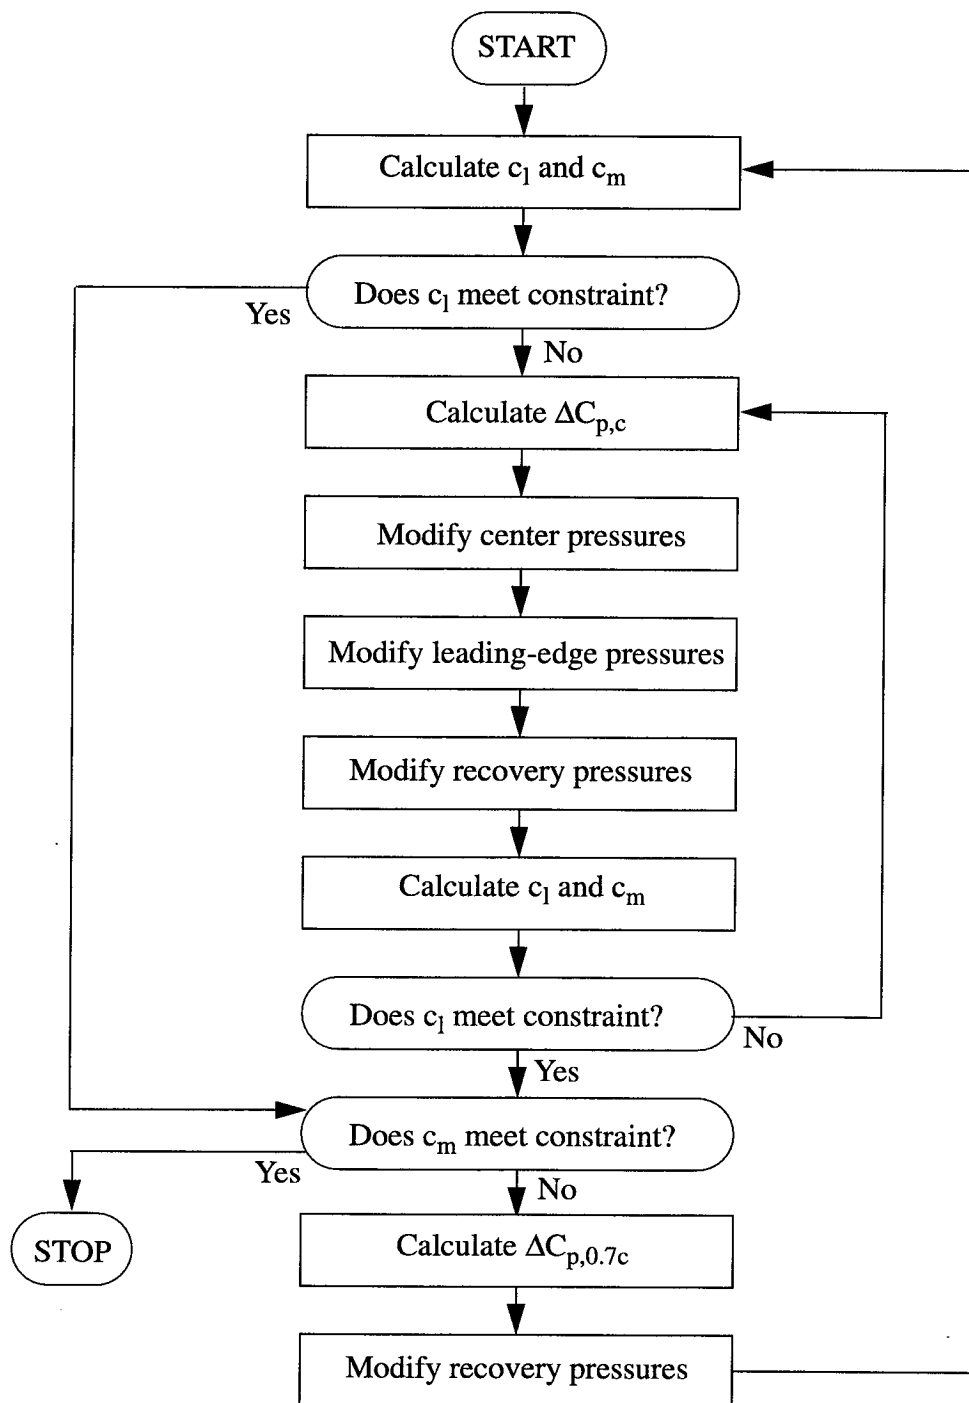 START
Calculate c_l and c_m
Does c_l meet constraint?
Yes
No
Calculate ΔC_p,c
Modify center pressures
Modify leading-edge pressures
Modify recovery pressures
Calculate c_l and c_m
Does c_l meet constraint?
No
Yes
Does c_m meet constraint?
Yes
No
STOP
Calculate ΔC_p,0.7c
Modify recovery pressures